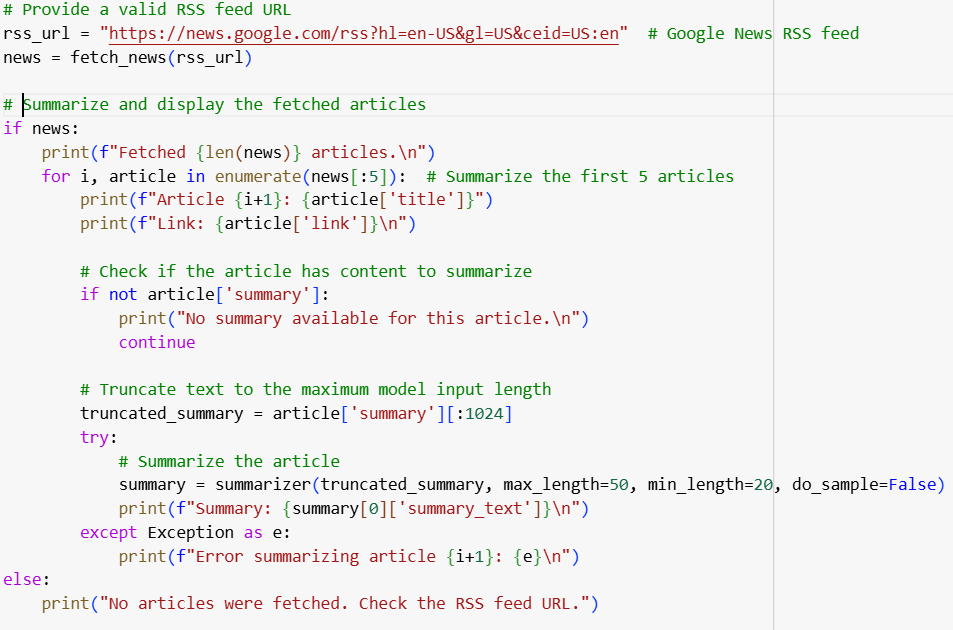 # Provide a valid RSS feed URL
rss_url = "https://news.google.com/rss?hl=en-US&gl=US&ceid=US:en"  # Google News RSS feed
news = fetch_news(rss_url)
# Summarize and display the fetched articles
if news:
    print(f"Fetched {len(news)} articles.\n")
    for i, article in enumerate(news[:5]):  # Summarize the first 5 articles
        print(f"Article {i+1}: {article['title']}")
        print(f"Link: {article['link']}\n")
        # Check if the article has content to summarize
        if not article['summary']:
            print("No summary available for this article.\n")
            continue
        # Truncate text to the maximum model input length
        truncated_summary = article['summary'][:1024]
        try:
            # Summarize the article
            summary = summarizer(truncated_summary, max_length=50, min_length=20, do_sample=False)
            print(f"Summary: {summary[0]['summary_text']}\n")
        except Exception as e:
            print(f"Error summarizing article {i+1}: {e}\n")
else:
    print("No articles were fetched. Check the RSS feed URL.")